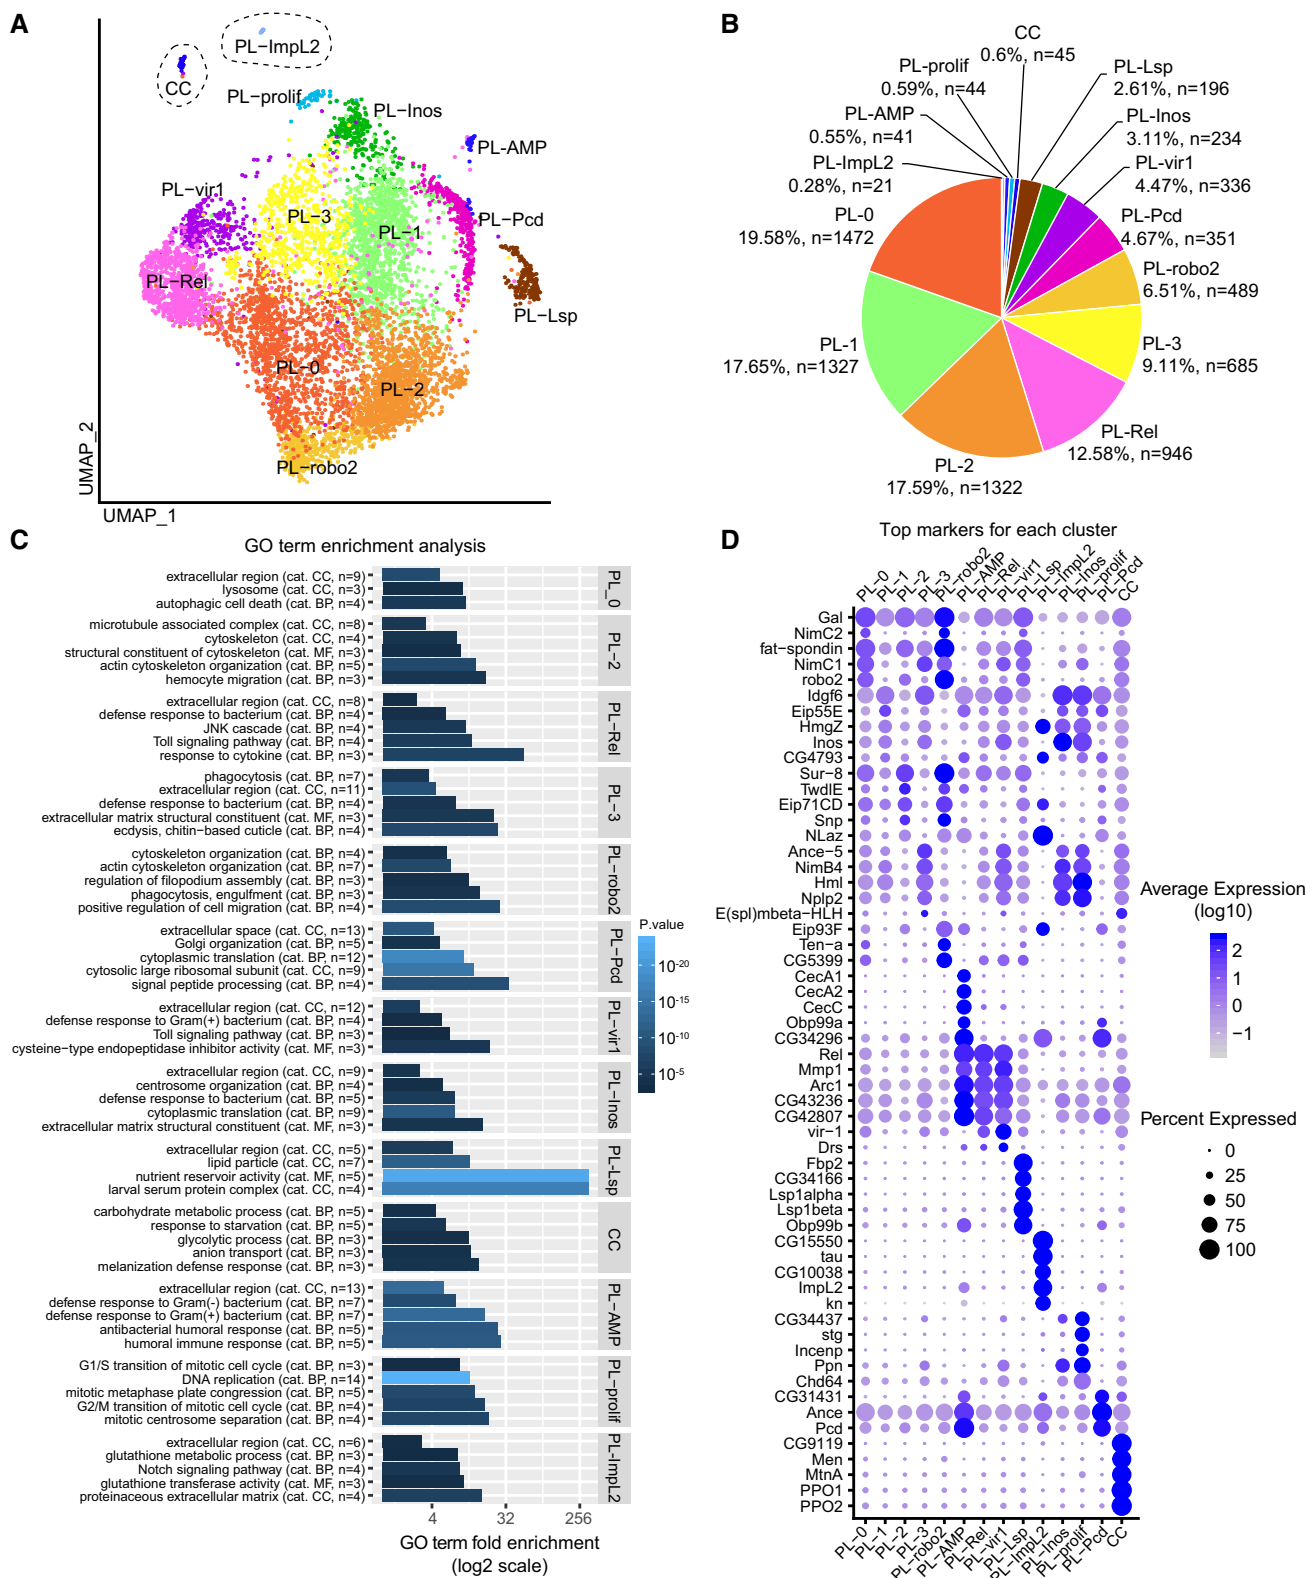 A
PL−ImpL2
CC
PL−prolif
PL−Inos
PL-AMP
PL−vir1
PL−3
PL−1
PL−Pcd
PL−Rel
PL−Lsp
PL−0
PL−2
PL−robo2
UMAP_2
UMAP_1
B
CC
0.6%, n=45
PL-prolif
0.59%, n=44
PL-Lsp
2.61%, n=196
PL-AMP
0.55%, n=41
PL-Inos
3.11%, n=234
PL-ImpL2
0.28%, n=21
PL-vir1
4.47%, n=336
PL-0
19.58%, n=1472
PL-Pcd
4.67%, n=351
PL-robo2
6.51%, n=489
PL-1
17.65%, n=1327
PL-3
9.11%, n=685
PL-Rel
12.58%, n=946
PL-2
17.59%, n=1322
C
GO term enrichment analysis
extracellular region (cat. CC, n=9)
lysosome (cat. CC, n=3)
autophagic cell death (cat. BP, n=4)
PL_0
microtubule associated complex (cat. CC, n=8)
cytoskeleton (cat. CC, n=4)
structural constituent of cytoskeleton (cat. MF, n=3)
actin cytoskeleton organization (cat. BP, n=5)
hemocyte migration (cat. BP, n=3)
PL−2
extracellular region (cat. CC, n=8)
defense response to bacterium (cat. BP, n=4)
JNK cascade (cat. BP, n=4)
Toll signaling pathway (cat. BP, n=4)
response to cytokine (cat. BP, n=3)
PL−Rel
phagocytosis (cat. BP, n=7)
extracellular region (cat. CC, n=11)
defense response to bacterium (cat. BP, n=4)
extracellular matrix structural constituent (cat. MF, n=3)
ecdysis, chitin−based cuticle (cat. BP, n=4)
PL−3
cytoskeleton organization (cat. BP, n=4)
actin cytoskeleton organization (cat. BP, n=7)
regulation of filopodium assembly (cat. BP, n=3)
phagocytosis, engulfment (cat. BP, n=3)
positive regulation of cell migration (cat. BP, n=4)
PL−robo2
extracellular space (cat. CC, n=13)
Golgi organization (cat. BP, n=5)
cytoplasmic translation (cat. BP, n=12)
cytosolic large ribosomal subunit (cat. CC, n=9)
signal peptide processing (cat. BP, n=4)
PL−Pcd
extracellular region (cat. CC, n=12)
defense response to Gram(+) bacterium (cat. BP, n=4)
Toll signaling pathway (cat. BP, n=3)
cysteine−type endopeptidase inhibitor activity (cat. MF, n=3)
PL−vir1
extracellular region (cat. CC, n=9)
centrosome organization (cat. BP, n=4)
defense response to bacterium (cat. BP, n=5)
cytoplasmic translation (cat. BP, n=9)
extracellular matrix structural constituent (cat. MF, n=3)
PL−Inos
extracellular region (cat. CC, n=5)
lipid particle (cat. CC, n=7)
nutrient reservoir activity (cat. MF, n=5)
larval serum protein complex (cat. CC, n=4)
PL-Lsp
carbohydrate metabolic process (cat. BP, n=5)
response to starvation (cat. BP, n=5)
glycolytic process (cat. BP, n=3)
anion transport (cat. BP, n=3)
melanization defense response (cat. BP, n=3)
CC
extracellular region (cat. CC, n=13)
defense response to Gram(-) bacterium (cat. BP, n=7)
defense response to Gram(+) bacterium (cat. BP, n=7)
antibacterial humoral response (cat. BP, n=5)
humoral immune response (cat. BP, n=5)
PL−AMP
G1/S transition of mitotic cell cycle (cat. BP, n=3)
DNA replication (cat. BP, n=14)
mitotic metaphase plate congression (cat. BP, n=5)
G2/M transition of mitotic cell cycle (cat. BP, n=4)
mitotic centrosome separation (cat. BP, n=4)
PL−prolif
extracellular region (cat. CC, n=6)
glutathione metabolic process (cat. BP, n=3)
Notch signaling pathway (cat. BP, n=4)
glutathione transferase activity (cat. MF, n=3)
proteinaceous extracellular matrix (cat. CC, n=4)
PL-ImpL2
4 32 256
GO term fold enrichment
(log2 scale)
P.value
10-20
10-15
10-10
10-5
D
Top markers for each cluster
PL−0
PL−1
PL−2
PL−3
PL−robo2
PL−AMP
PL−Rel
PL−vir1
PL−Lsp
PL−ImpL2
PL−Inos
PL−prolif
PL−Pcd
CC
Gal
NimC2
fat−spondin
NimC1
robo2
Idgf6
Eip55E
HmgZ
Inos
CG4793
Sur−8
TwdlE
Eip71CD
Snp
NLaz
Ance−5
NimB4
Hml
Nplp2
E(spl)mbeta−HLH
Eip93F
Ten−a
CG5399
CecA1
CecA2
CecC
Obp99a
CG34296
Rel
Mmp1
Arc1
CG43236
CG42807
vir−1
Drs
Fbp2
CG34166
Lsp1alpha
Lsp1beta
Obp99b
CG15550
tau
CG10038
ImpL2
kn
CG34437
stg
Incenp
Ppn
Chd64
CG31431
Ance
Pcd
CG9119
Men
MtnA
PPO1
PPO2
PL−0
PL−1
PL−2
PL−3
PL−robo2
PL−AMP
PL−Rel
PL−vir1
PL−Lsp
PL−ImpL2
PL−Inos
PL−prolif
PL−Pcd
CC
Average Expression
(log10)
2
1
0
−1
Percent Expressed
0
25
50
75
100